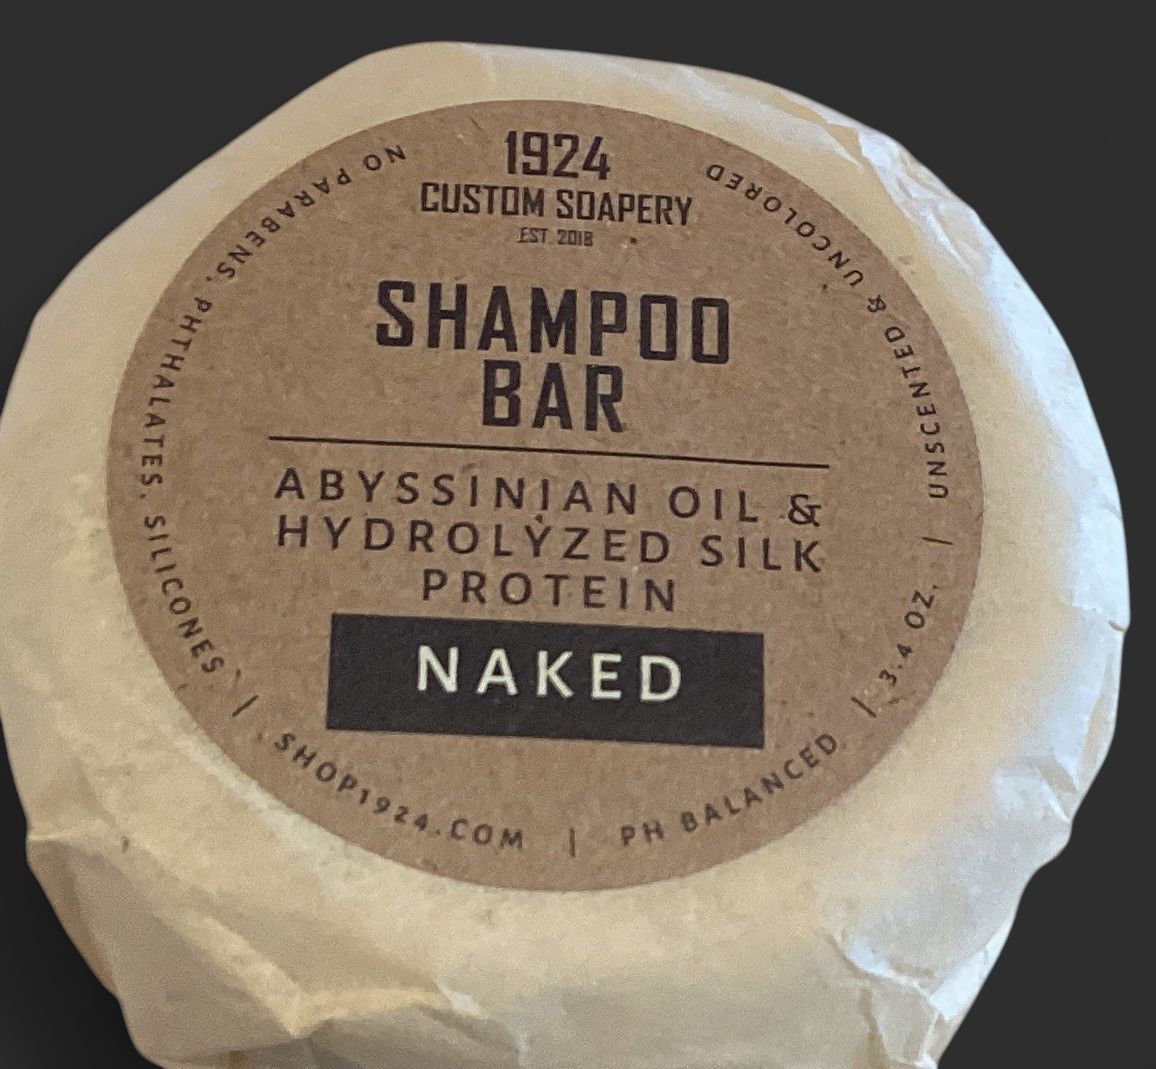 1924
CUSTOM SOAPERY
EST. 2018
SHAMPOO
BAR
ABYSSINIAN OIL &
HYDROLYZED SILK
PROTEIN
NAKED
NO PARABENS, PHTHALATES, SILICONES | SHOP1924.COM | PH BALANCED | 3.4 OZ. | UNSCENTED & UNCOLORED